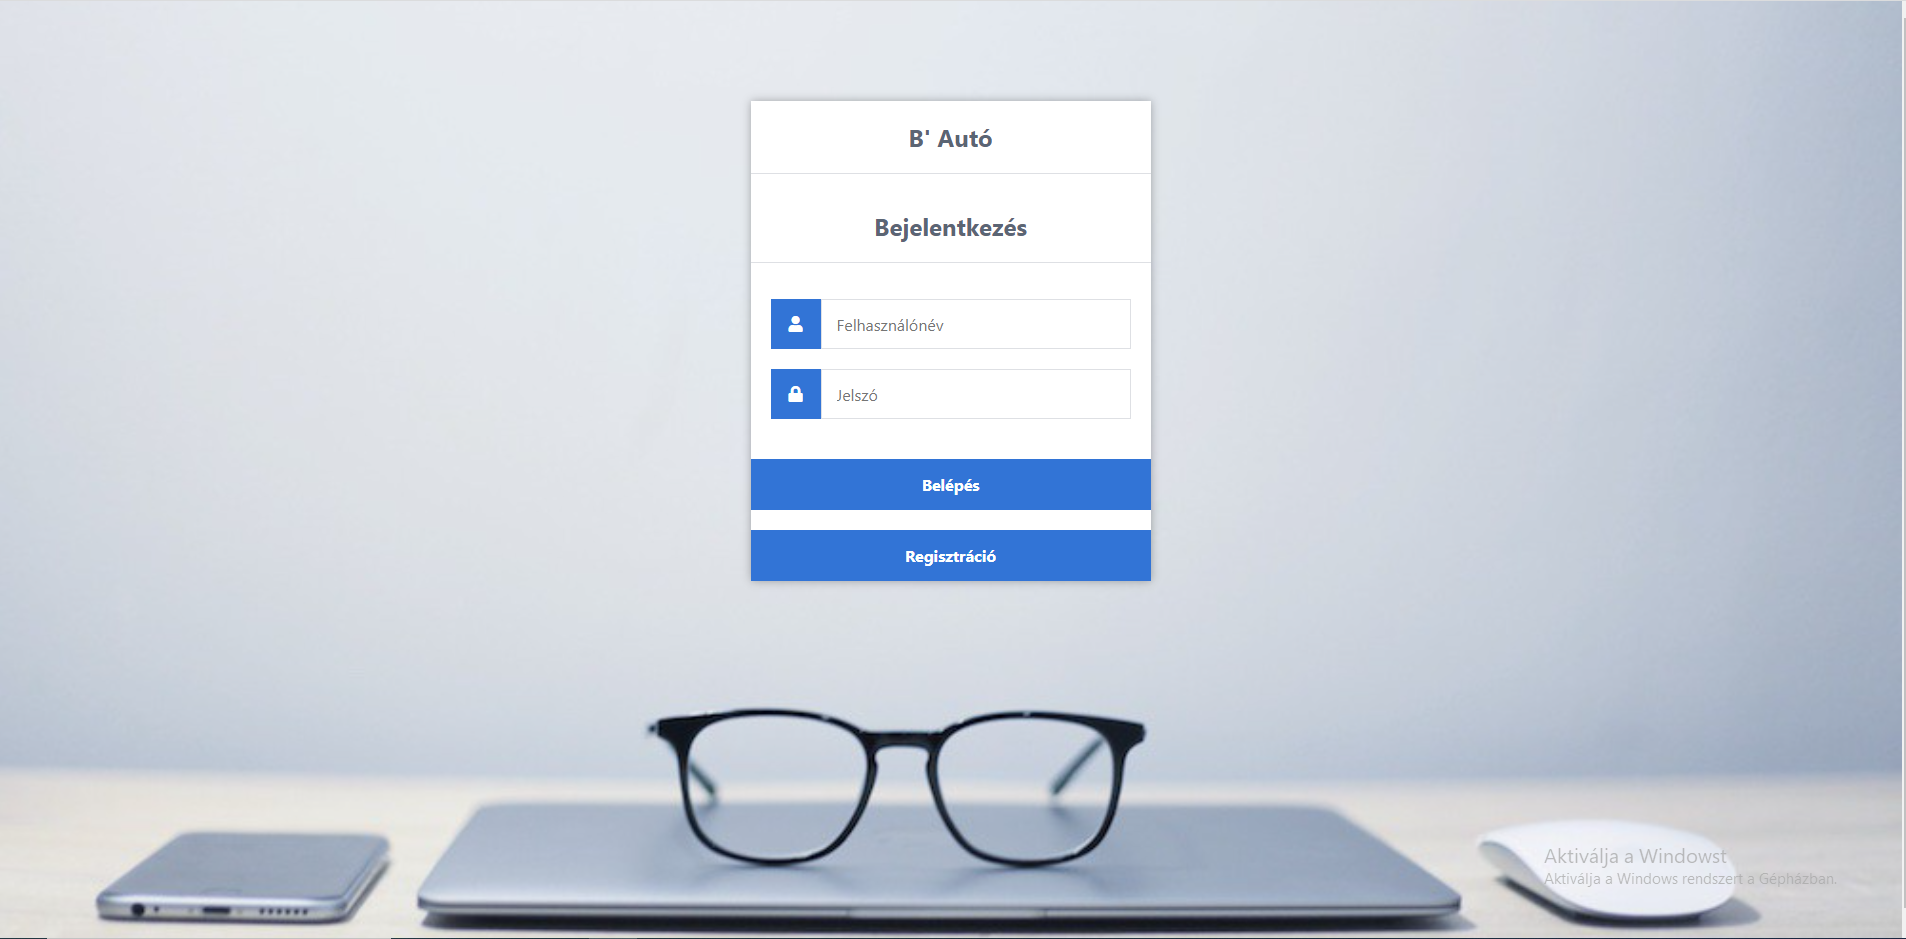 B' Autó
Bejelentkezés
Felhasználónév
Jelszó
Belépés
Regisztráció
Aktiválja a Windowst
Aktiválja a Windows rendszert a Gépházban.